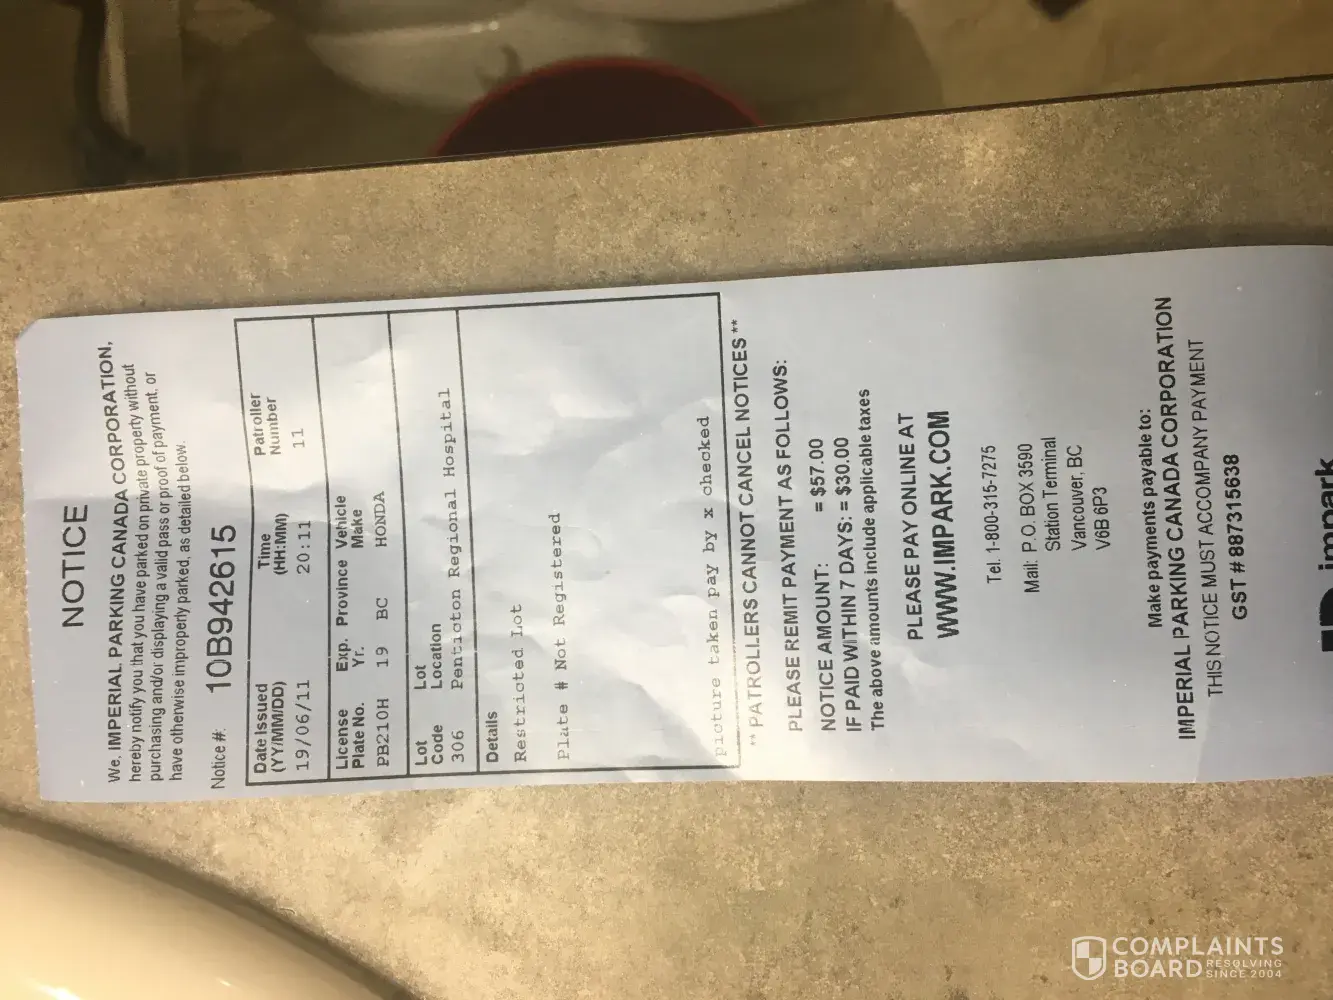 NOTICE
We, IMPERIAL PARKING CANADA CORPORATION,
hereby notify you that you have parked on private property without
purchasing and/or displaying a valid pass or proof of payment, or
have otherwise improperly parked, as detailed below.
Notice #: 10B942615
Date Issued Time Patroller
(YY/MM/DD) (HH:MM) Number
19/06/11 20:11 11
License Exp. Province Vehicle
Plate No. Yr. Make
PB210H 19 BC HONDA
Lot Lot
Code Location
306 Penticton Regional Hospital
Details
Restricted Lot
Plate # Not Registered
picture taken pay by x checked
** PATROLLERS CANNOT CANCEL NOTICES **
PLEASE REMIT PAYMENT AS FOLLOWS:
NOTICE AMOUNT: = $57.00
IF PAID WITHIN 7 DAYS: = $30.00
The above amounts include applicable taxes
PLEASE PAY ONLINE AT
WWW.IMPARK.COM
Tel. 1-800-315-7275
Mail: P.O. BOX 3590
Station Terminal
Vancouver, BC
V6B 6P3
Make payments payable to:
IMPERIAL PARKING CANADA CORPORATION
THIS NOTICE MUST ACCOMPANY PAYMENT
GST # 887315638
impark
COMPLAINTS
BOARD RESOLVING
SINCE 2004